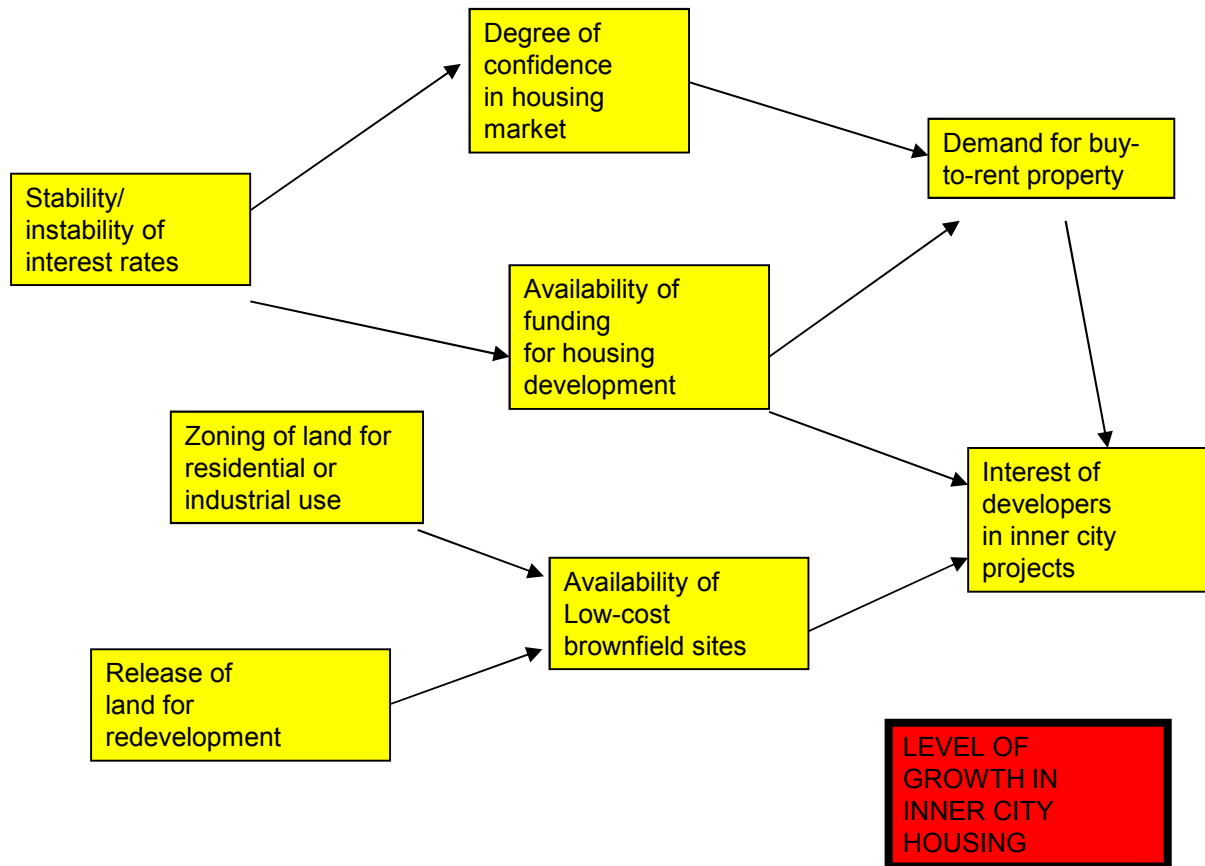 Degree of
confidence
in housing
market
Demand for buy-
to-rent property
Stability/
instability of
interest rates
Availability of
funding
for housing
development
Zoning of land for
residential or
industrial use
Interest of
developers
in inner city
projects
Availability of
Low-cost
brownfield sites
Release of
land for
redevelopment
LEVEL OF
GROWTH IN
INNER CITY
HOUSING